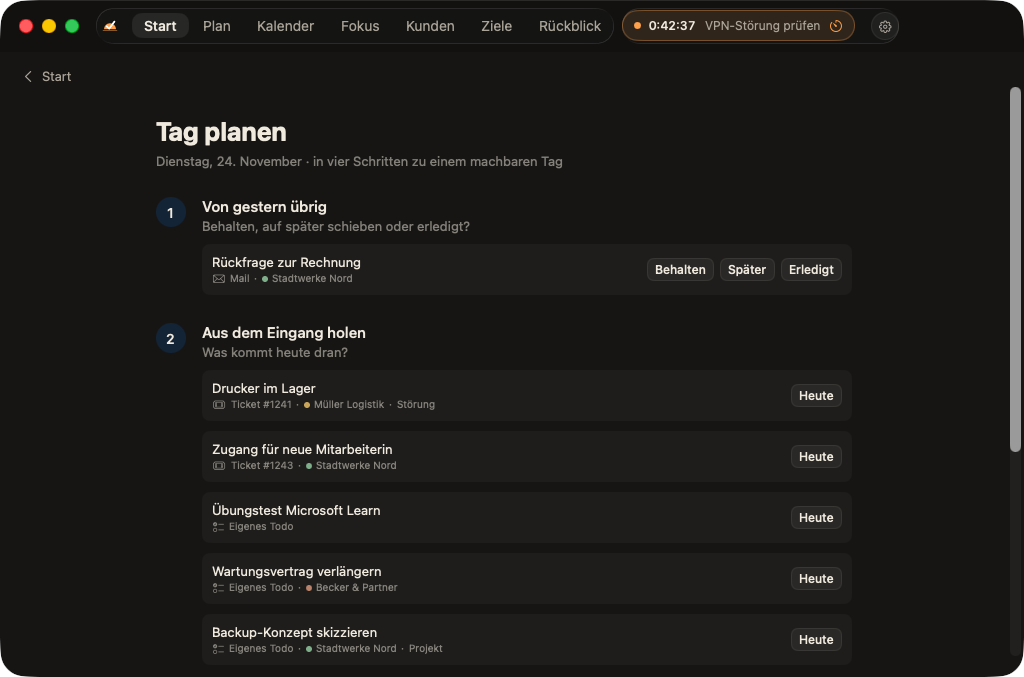 Start
Plan
Kalender
Fokus
Kunden
Ziele
Rückblick
0:42:37 VPN-Störung prüfen
Start
Tag planen
Dienstag, 24. November · in vier Schritten zu einem machbaren Tag
1
Von gestern übrig
Behalten, auf später schieben oder erledigt?
Rückfrage zur Rechnung
Mail · Stadtwerke Nord
Behalten
Später
Erledigt
2
Aus dem Eingang holen
Was kommt heute dran?
Drucker im Lager
Ticket #1241 · Müller Logistik · Störung
Heute
Zugang für neue Mitarbeiterin
Ticket #1243 · Stadtwerke Nord
Heute
Übungstest Microsoft Learn
Eigenes Todo
Heute
Wartungsvertrag verlängern
Eigenes Todo · Becker & Partner
Heute
Backup-Konzept skizzieren
Eigenes Todo · Stadtwerke Nord · Projekt
Heute